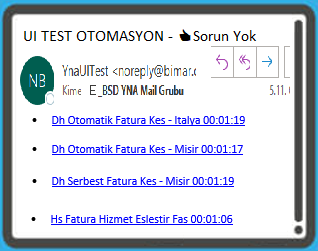 UI TEST OTOMASYON - Sorun Yok
NB
YnaUITest <noreply@bimar.c
Kime E_BSD YNA Mail Grubu
5.11.
• Dh Otomatik Fatura Kes - Italya 00:01:19
• Dh Otomatik Fatura Kes - Misir 00:01:17
• Dh Serbest Fatura Kes - Misir 00:01:19
• Hs Fatura Hizmet Eslestir Fas 00:01:06